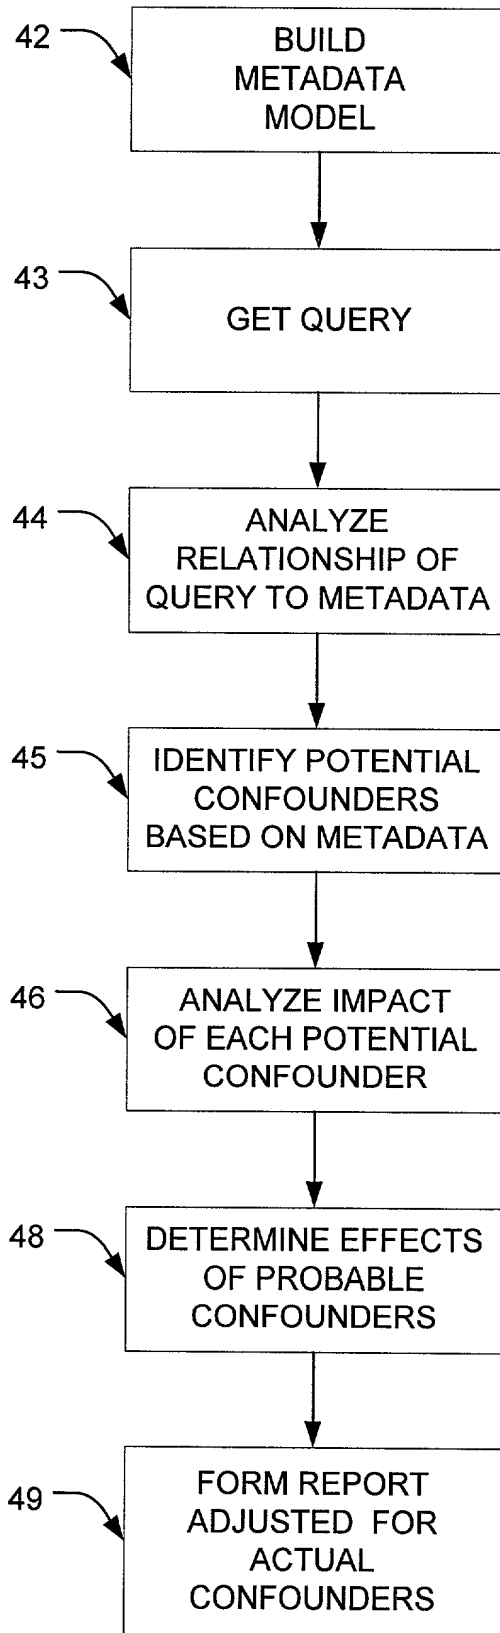 42
BUILD
METADATA
MODEL
43
GET QUERY
44
ANALYZE
RELATIONSHIP OF
QUERY TO METADATA
45
IDENTIFY POTENTIAL
CONFOUNDERS
BASED ON METADATA
46
ANALYZE IMPACT
OF EACH POTENTIAL
CONFOUNDER
48
DETERMINE EFFECTS
OF PROBABLE
CONFOUNDERS
49
FORM REPORT
ADJUSTED FOR
ACTUAL
CONFOUNDERS